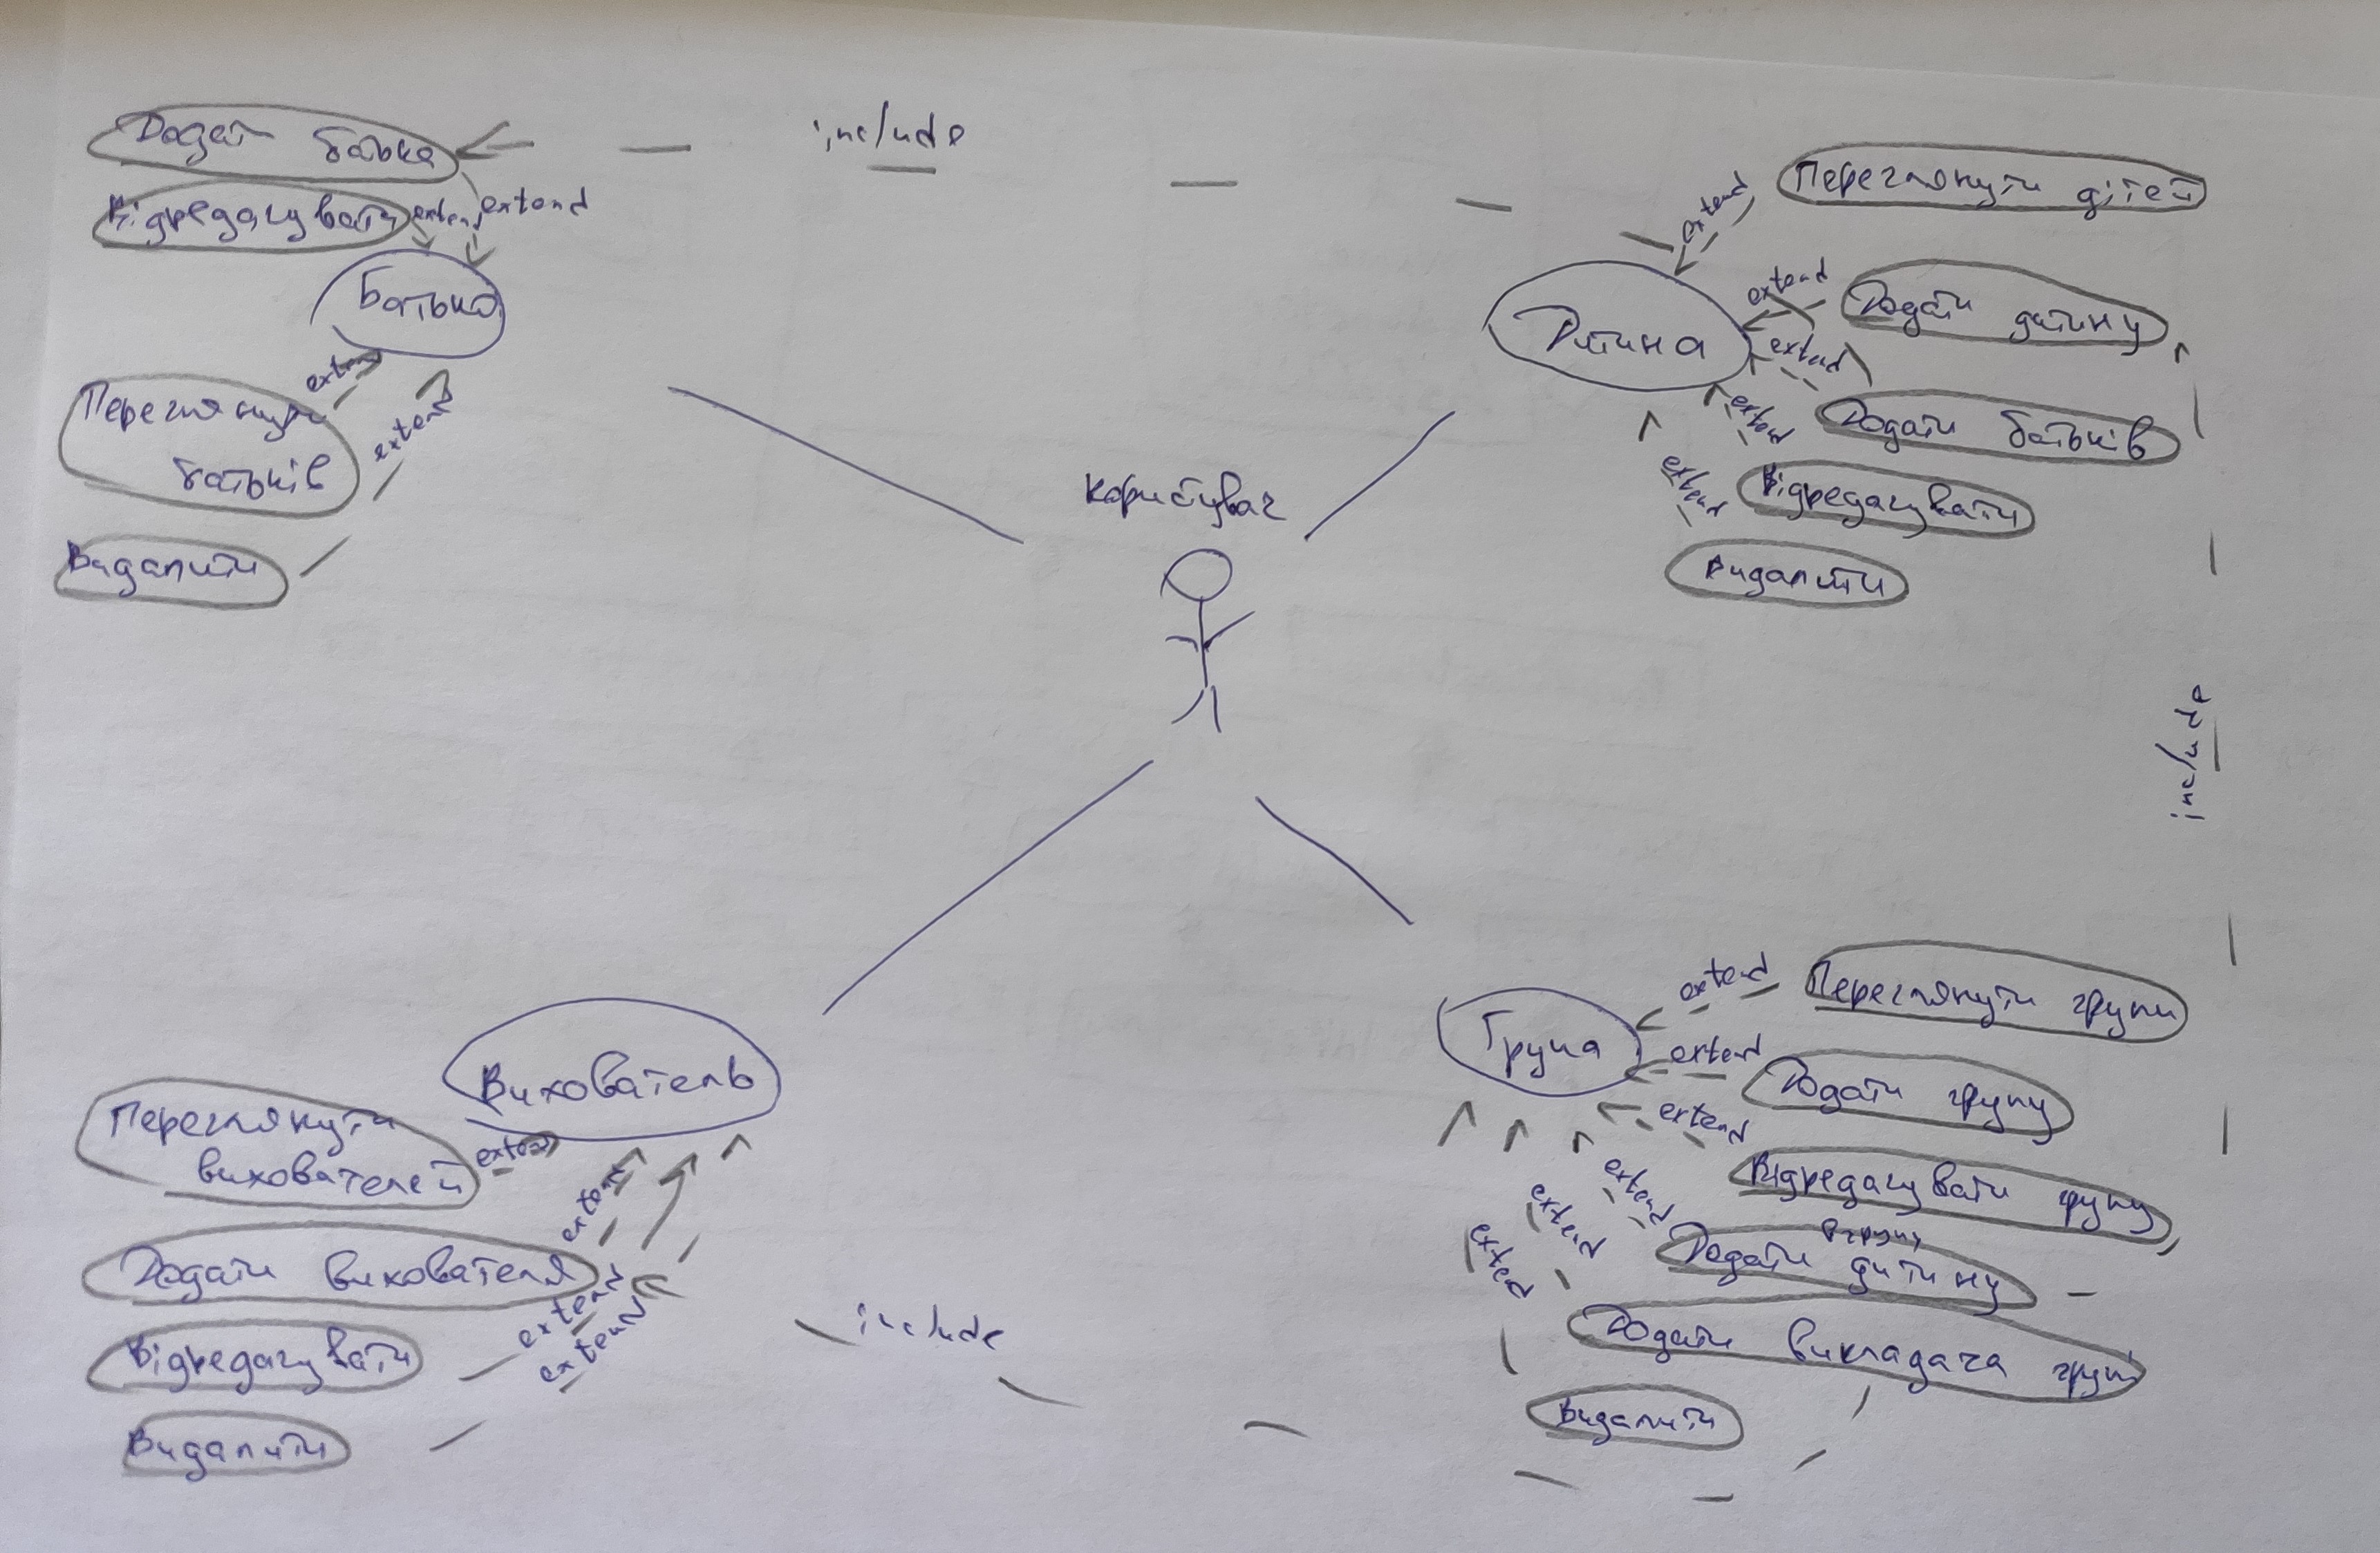 Додати батька
include
Відредагувати
extend
extend
Батько
extend
Переглянути
батьків
extend
Видалити
Переглянути дітей
extend
Дитина
extend
Додати дитину
extend
Додати батьків
extend
Відредагувати
extend
Видалити
користувач
include
Вихователь
Переглянути
вихователей
extend
extend
Додати вихователя
extend
extend
Відредагувати
Видалити
include
Група
extend
Переглянути групи
extend
Додати групу
extend
Відредагувати групу
extend
в групу
Додати дитину
extend
Додати викладача групі
extend
Видалити